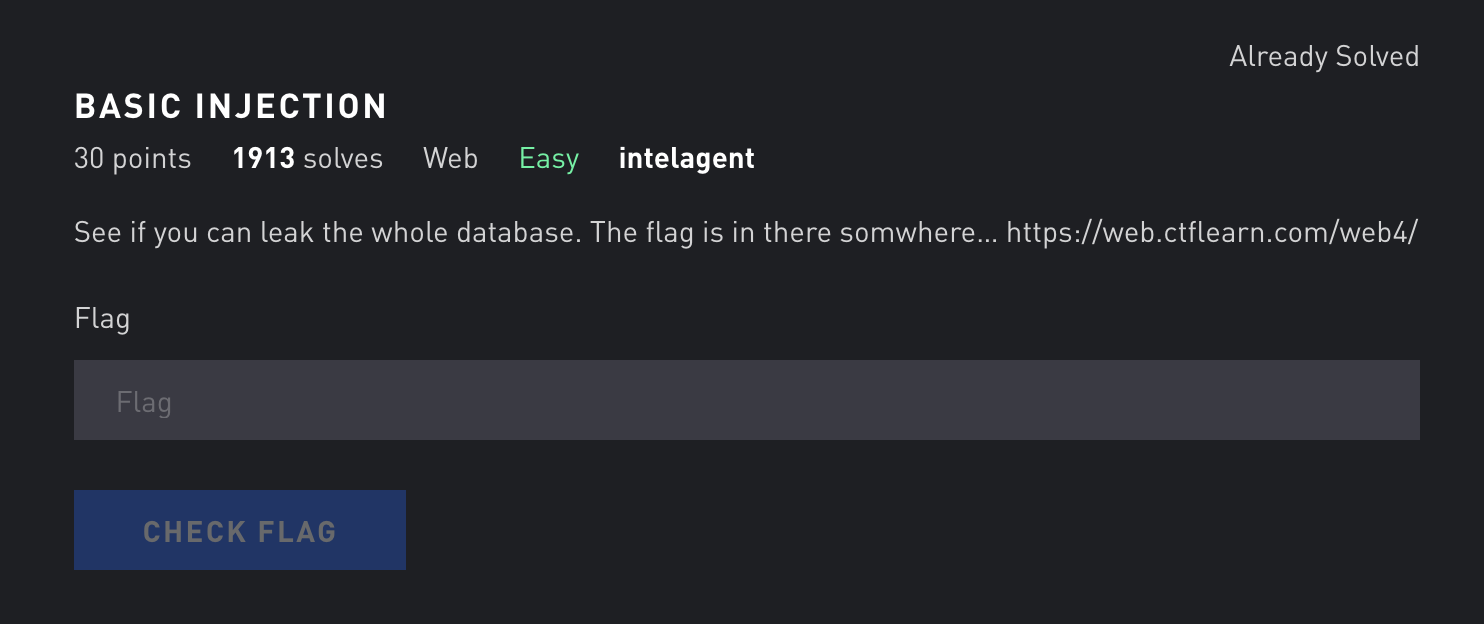 Already Solved
BASIC INJECTION
30 points 1913 solves Web Easy intelagent
See if you can leak the whole database. The flag is in there somwhere... https://web.ctflearn.com/web4/
Flag
Flag
CHECK FLAG